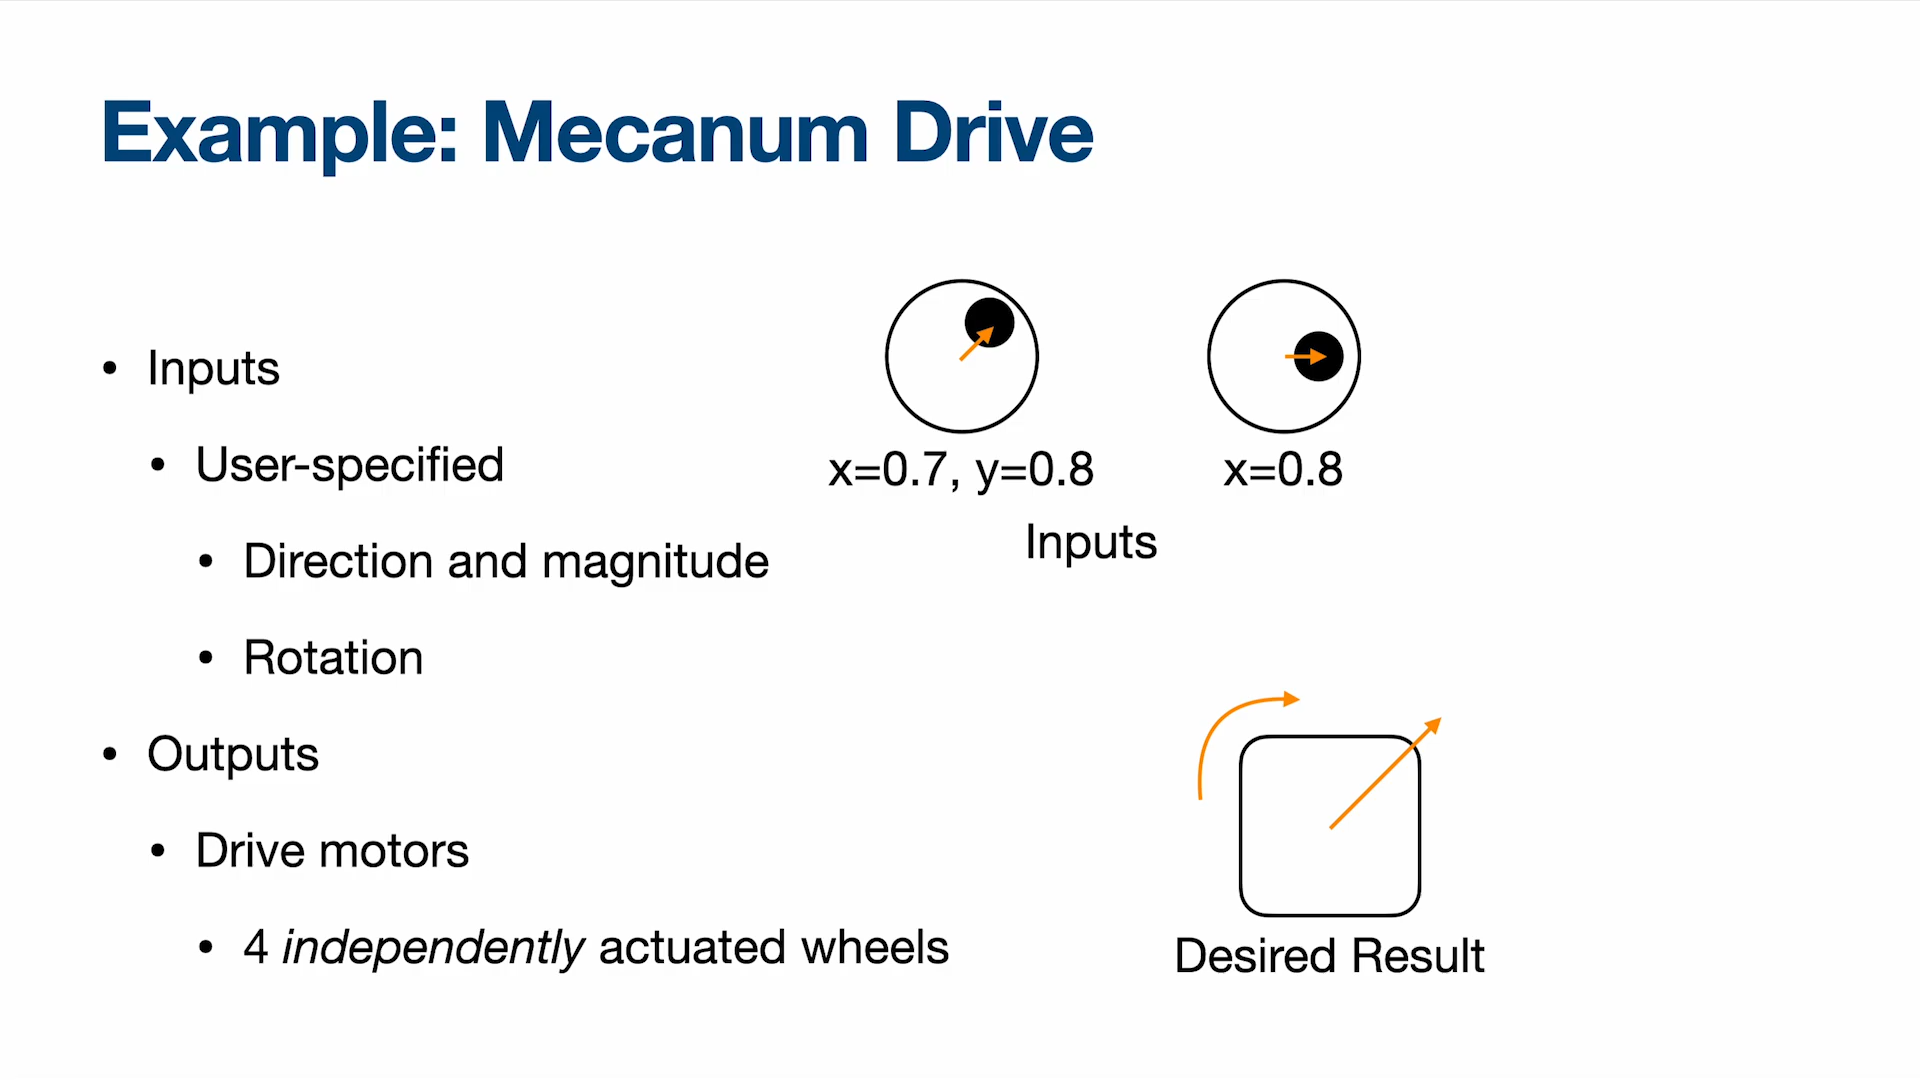 Example: Mecanum Drive
• Inputs
• User-specified
• Direction and magnitude
• Rotation
• Outputs
• Drive motors
• 4 independently actuated wheels
x=0.7, y=0.8
x=0.8
Inputs
Desired Result